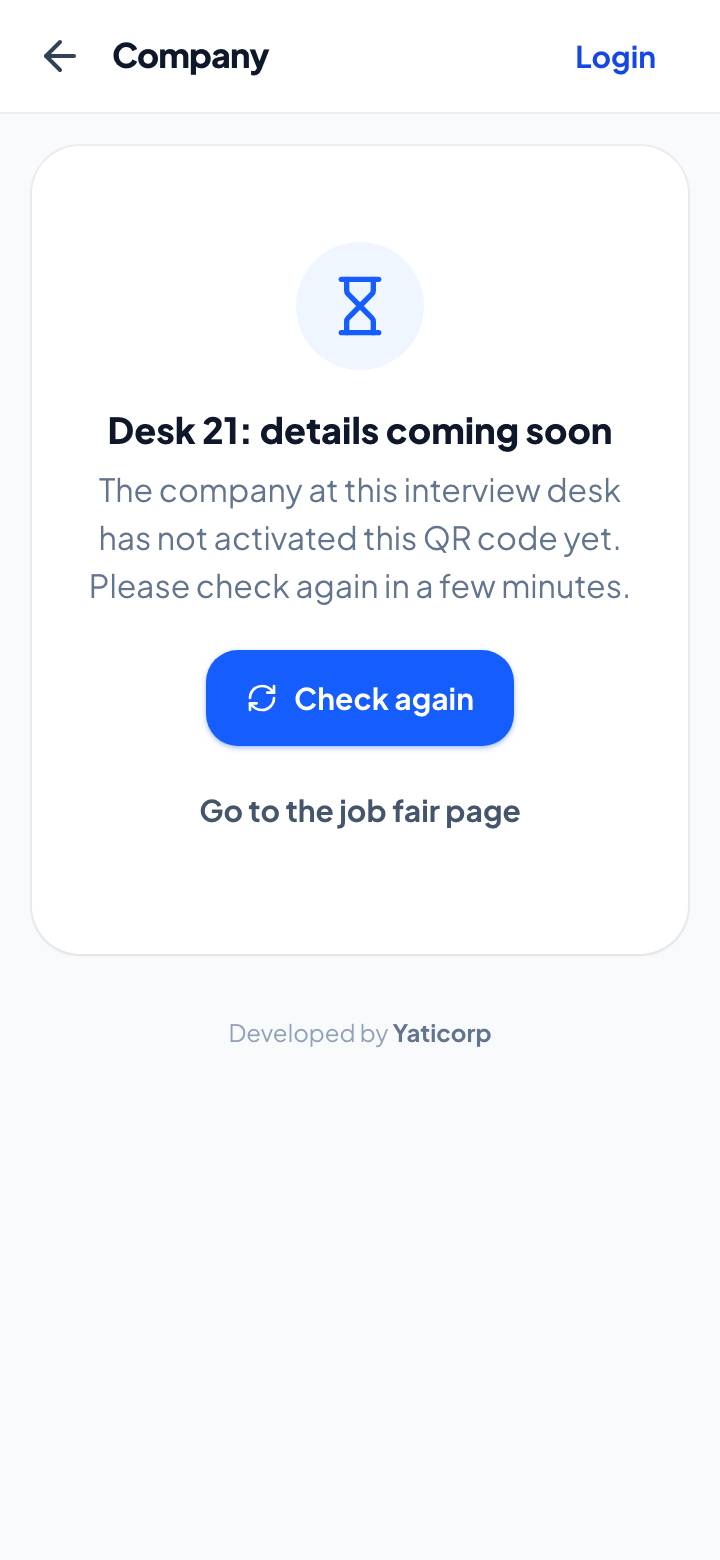 Company
Login
Desk 21: details coming soon
The company at this interview desk
has not activated this QR code yet.
Please check again in a few minutes.
Check again
Go to the job fair page
Developed by Yaticorp